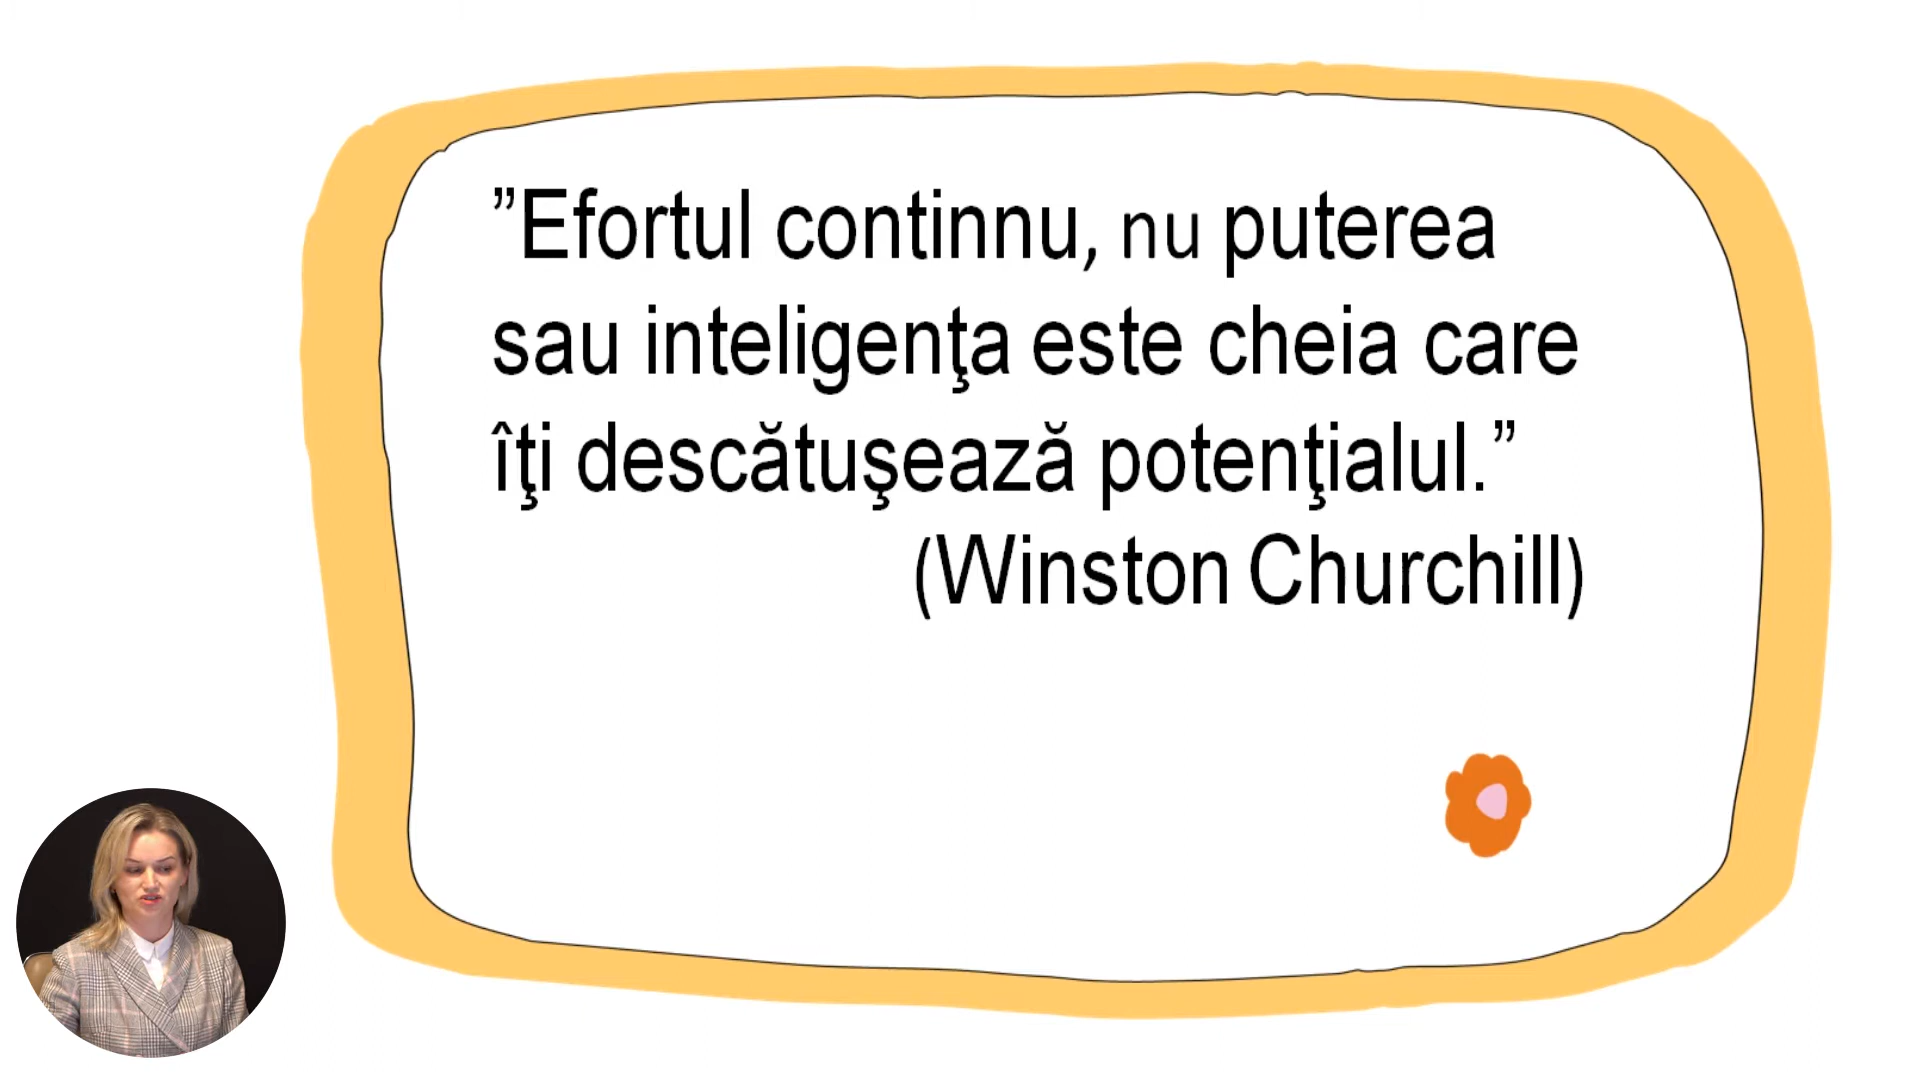 ”Efortul continnu, nu puterea
sau inteligenţa este cheia care
îţi descătuşează potenţialul.”
(Winston Churchill)